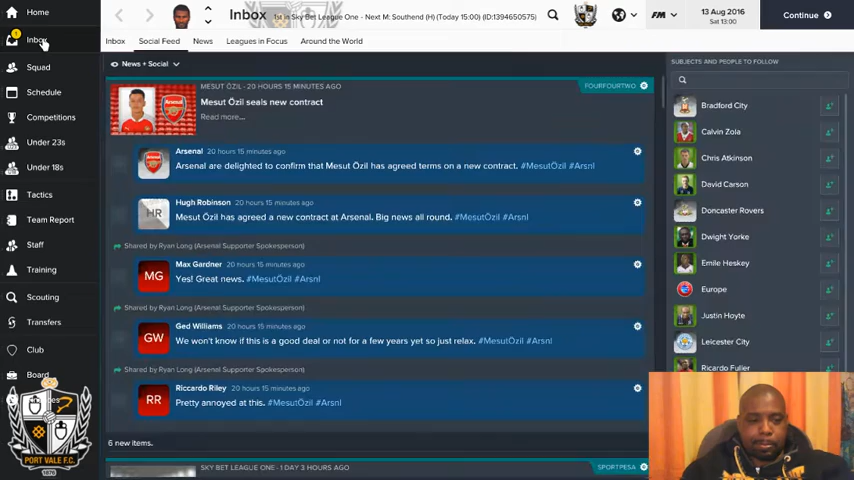 Home
Inbox
1st in Sky Bet League One - Next M: Southend (H) (Today 15:00) (ID:1394650575)
FM
13 Aug 2016
Sat 13:00
Continue
1
Inbox
Squad
Schedule
Competitions
Under 23s
Under 18s
Tactics
Team Report
Staff
Training
Scouting
Transfers
Club
Board
PORT VALE F.C.
1876
Inbox
Social Feed
News
Leagues in Focus
Around the World
News + Social
MESUT ÖZIL - 20 HOURS 15 MINUTES AGO
FOURFOURTWO
Mesut Özil seals new contract
Read more...
Arsenal 20 hours 15 minutes ago
Arsenal are delighted to confirm that Mesut Özil has agreed terms on a new contract. #MesutÖzil #Arsnl
HR
Hugh Robinson 20 hours 15 minutes ago
Mesut Özil has agreed a new contract at Arsenal. Big news all round. #MesutÖzil #Arsnl
Shared by Ryan Long (Arsenal Supporter Spokesperson)
MG
Max Gardner 20 hours 15 minutes ago
Yes! Great news. #MesutÖzil #Arsnl
Shared by Ryan Long (Arsenal Supporter Spokesperson)
GW
Ged Williams 20 hours 15 minutes ago
We won't know if this is a good deal or not for a few years yet so just relax. #MesutÖzil #Arsnl
Shared by Ryan Long (Arsenal Supporter Spokesperson)
RR
Riccardo Riley 20 hours 15 minutes ago
Pretty annoyed at this. #MesutÖzil #Arsnl
6 new items.
SKY BET LEAGUE ONE - 1 DAY 3 HOURS AGO
SPORTPESA
SUBJECTS AND PEOPLE TO FOLLOW
Bradford City
Calvin Zola
Chris Atkinson
David Carson
Doncaster Rovers
Dwight Yorke
Emile Heskey
Europe
Justin Hoyte
Leicester City
Ricardo Fuller